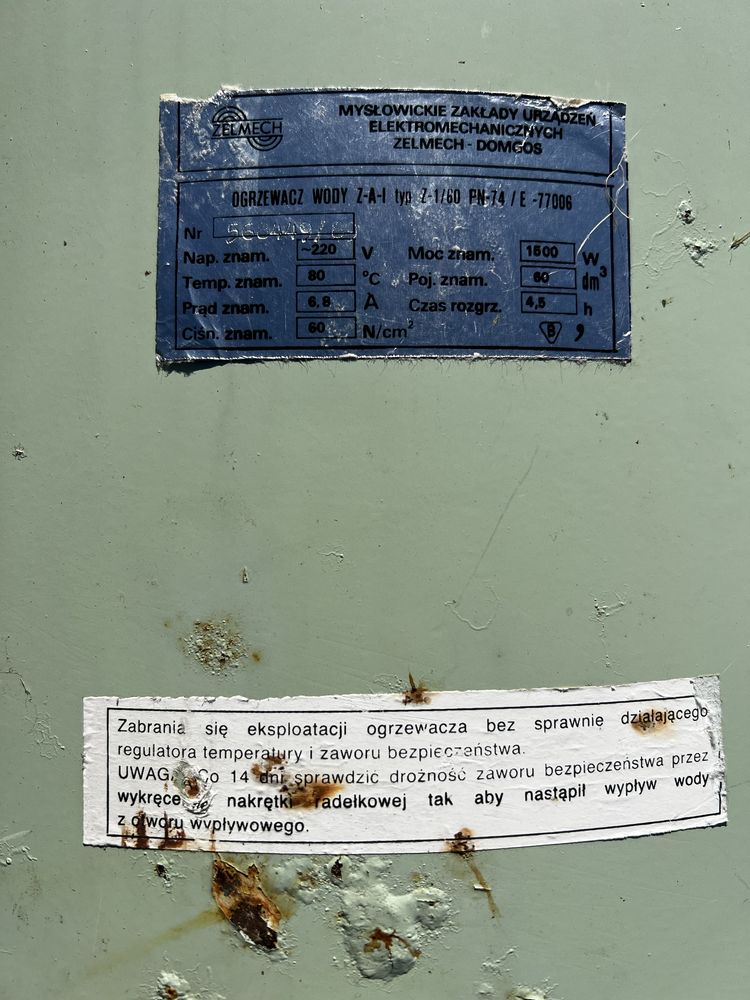 ZELMECH
MYSŁOWICKIE ZAKŁADY URZĄDZEŃ
ELEKTROMECHANICZNYCH
ZELMECH - DOMGOS
OGRZEWACZ WODY Z-A-I typ Z-1/60 PN-74/E-77006
Nr
Nap. znam. ~220 V Moc znam. 1500 W
Temp. znam. 80 °C Poj. znam. 60 dm³
Prąd znam. 6,8 A Czas rozgrz. 4,5 h
Ciśn. znam. 60 N/cm² B
Zabrania się eksploatacji ogrzewacza bez sprawnie działającego
regulatora temperatury i zaworu bezpieczeństwa.
UWAGA Co 14 dni sprawdzić drożność zaworu bezpieczeństwa przez
nakrętki radełkowej tak aby nastąpił wypływ wody
z otworu wypływowego.